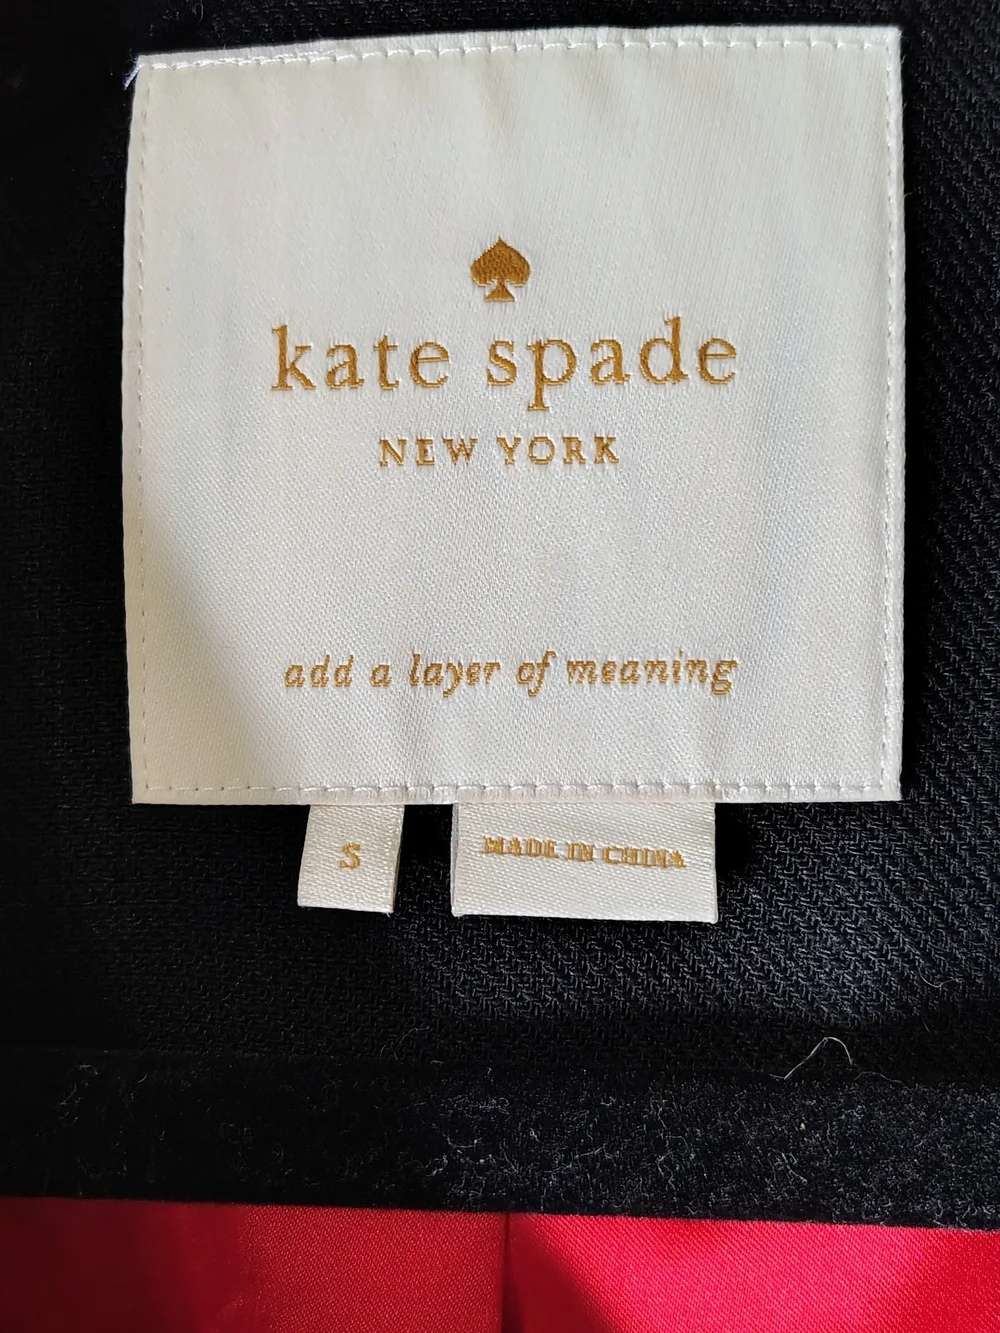 kate spade
NEW YORK
add a layer of meaning
S
MADE IN CHINA